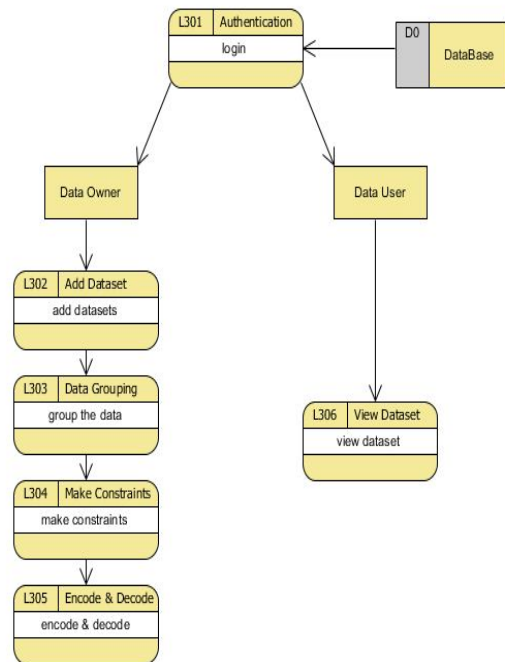 L301 Authentication
login
D0
DataBase
Data Owner
Data User
L302 Add Dataset
add datasets
L303 Data Grouping
group the data
L306 View Dataset
view dataset
L304 Make Constraints
make constraints
L305 Encode & Decode
encode & decode